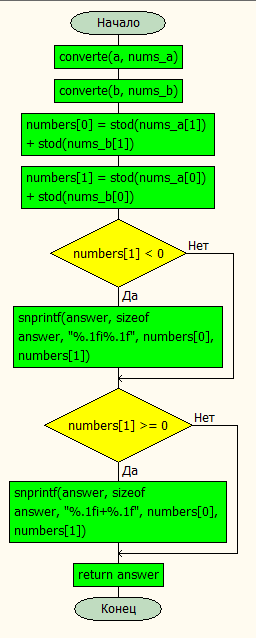 Начало
converte(a, nums_a)
converte(b, nums_b)
numbers[0] = stod(nums_a[1])
+ stod(nums_b[1])
numbers[1] = stod(nums_a[0])
+ stod(nums_b[0])
numbers[1] < 0
Нет
Да
snprintf(answer, sizeof
answer, "%.1fi%.1f", numbers[0],
numbers[1])
numbers[1] >= 0
Нет
Да
snprintf(answer, sizeof
answer, "%.1fi+%.1f", numbers[0],
numbers[1])
return answer
Конец